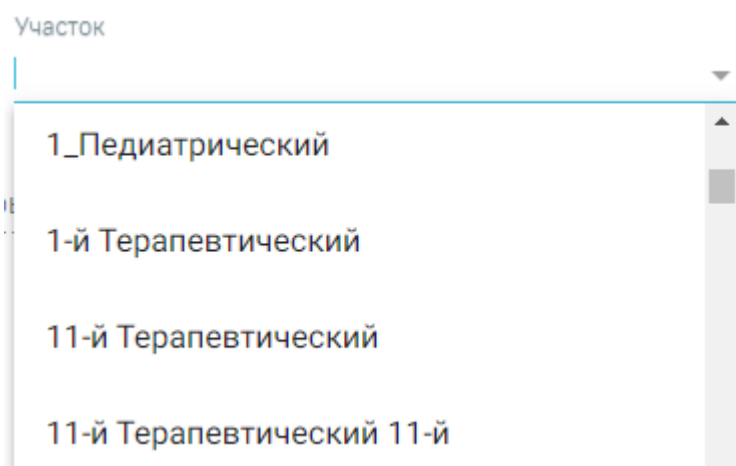 Участок
1_Педиатрический
1-й Терапевтический
11-й Терапевтический
11-й Терапевтический 11-й